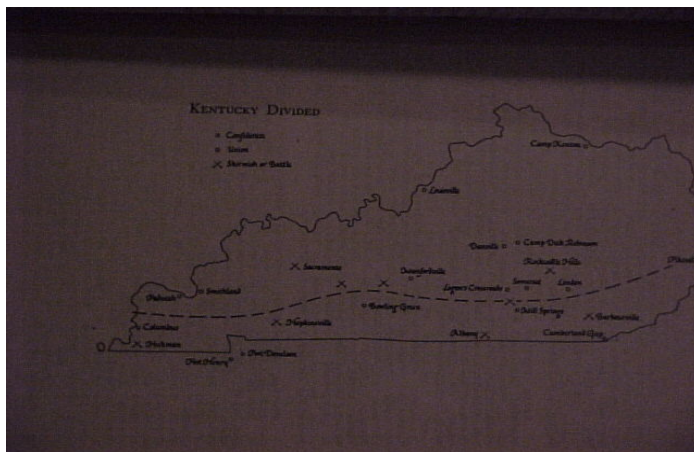 KENTUCKY DIVIDED
Confederate
Union
Skirmish or Battle
Camp Kenton
Louisville
Danville
Camp Dick Robinson
Rockcastle Hills
Sacramento
Munfordville
Logan's Crossroads
Somerset
London
Paducah
Smithland
Bowling Green
Mill Springs
Barbourville
Columbus
Hopkinsville
Albany
Cumberland Gap
Hickman
Fort Henry
Fort Donelson